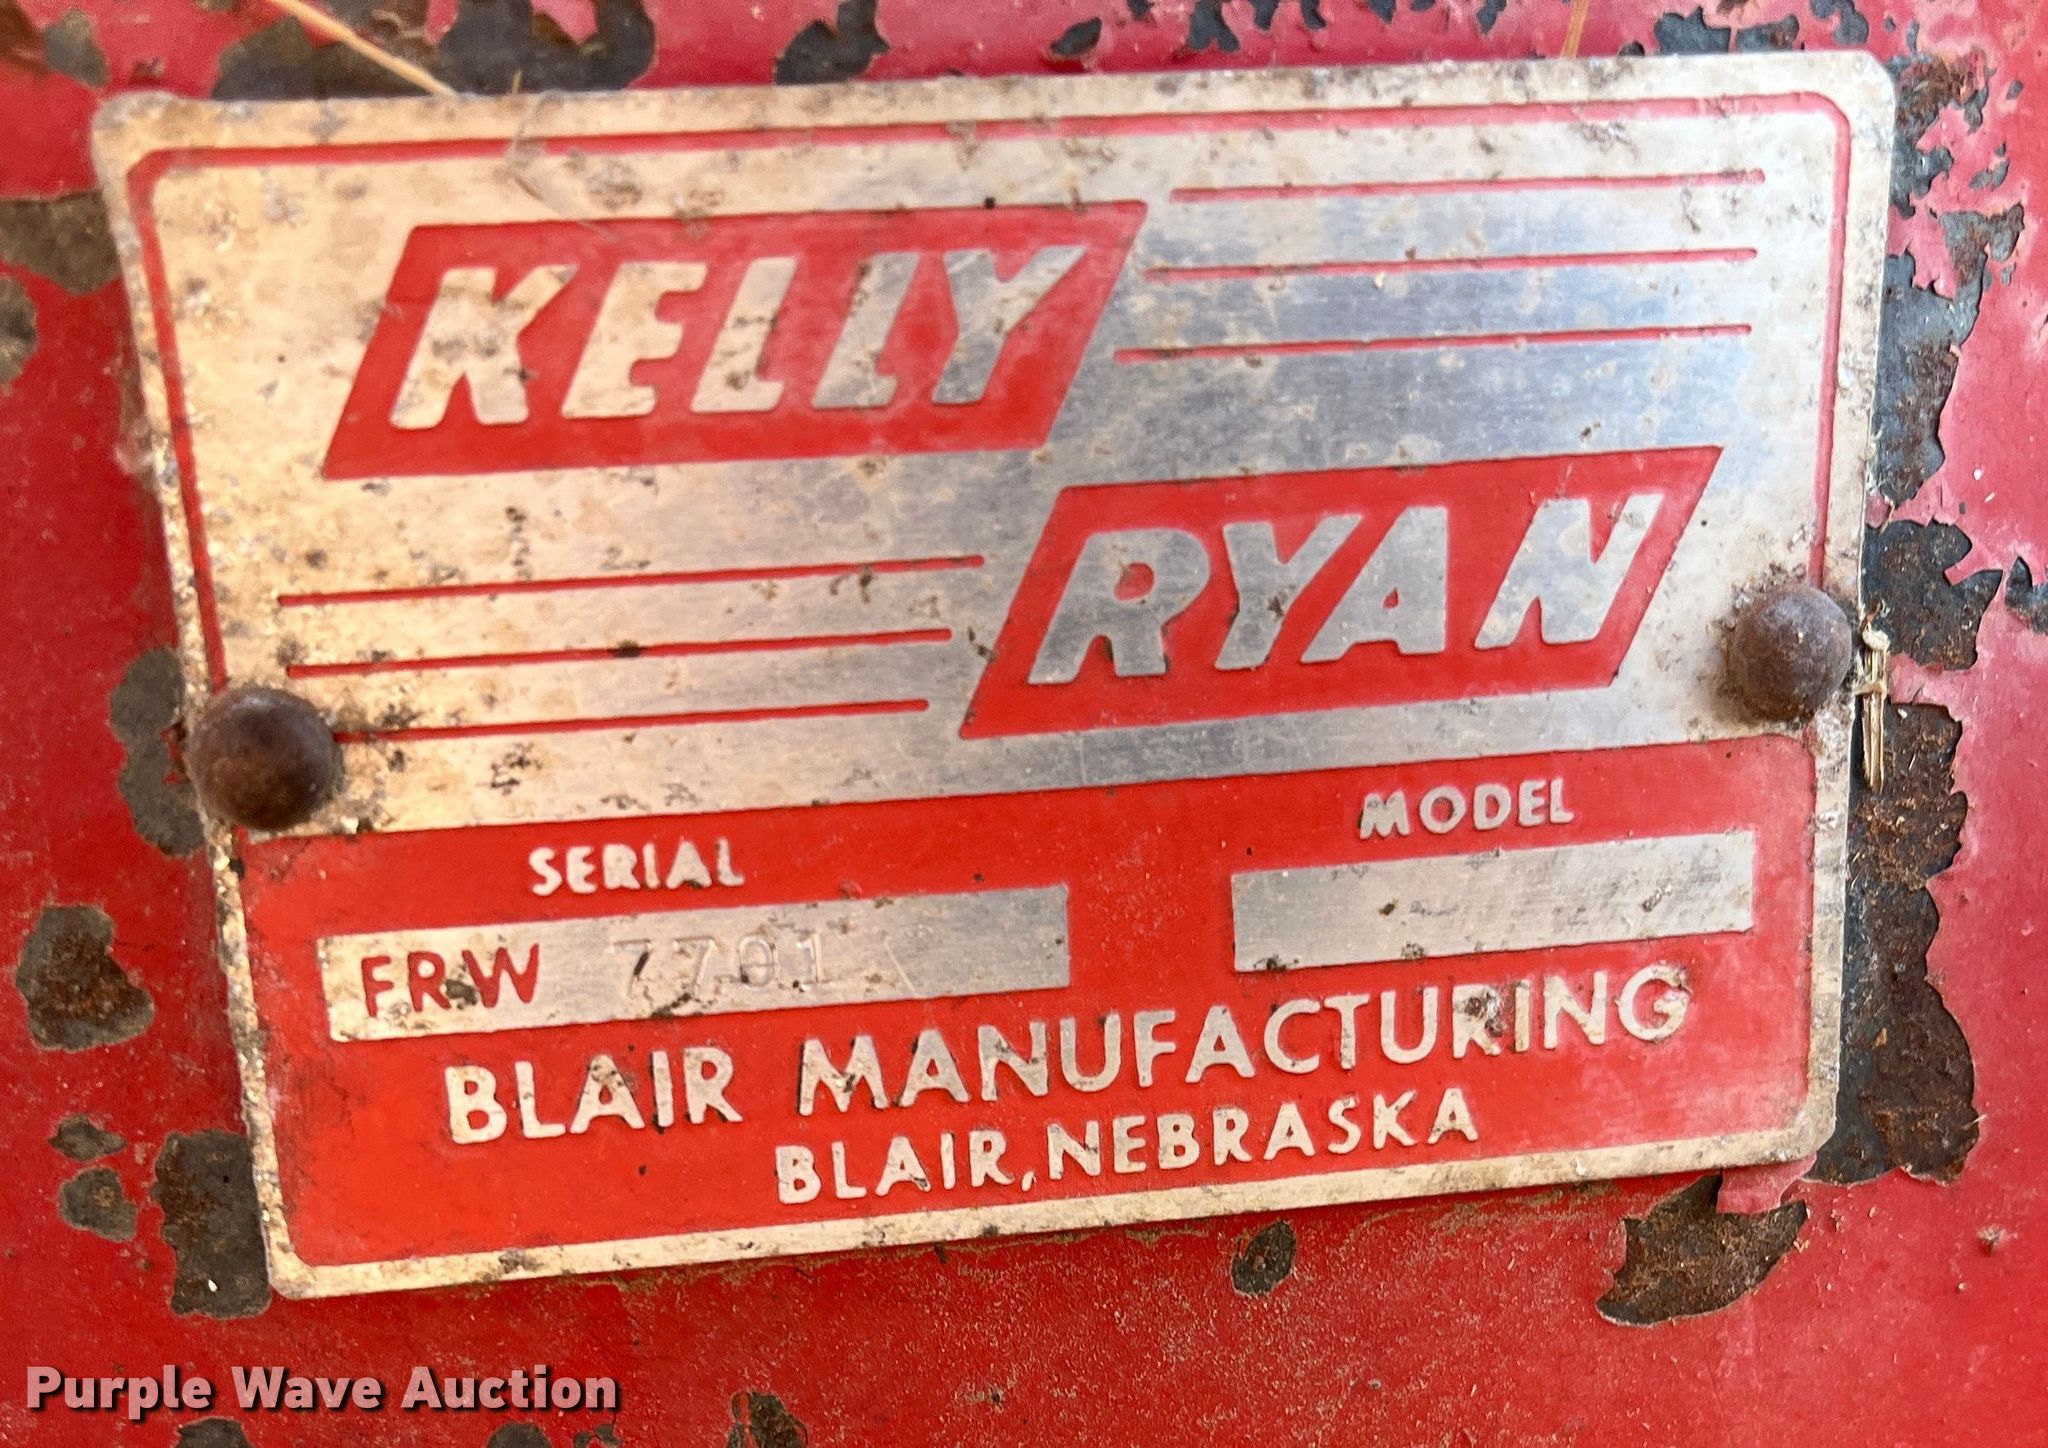 KELLY
RYAN
SERIAL
MODEL
FRW 7701
BLAIR MANUFACTURING
BLAIR, NEBRASKA
Purple Wave Auction